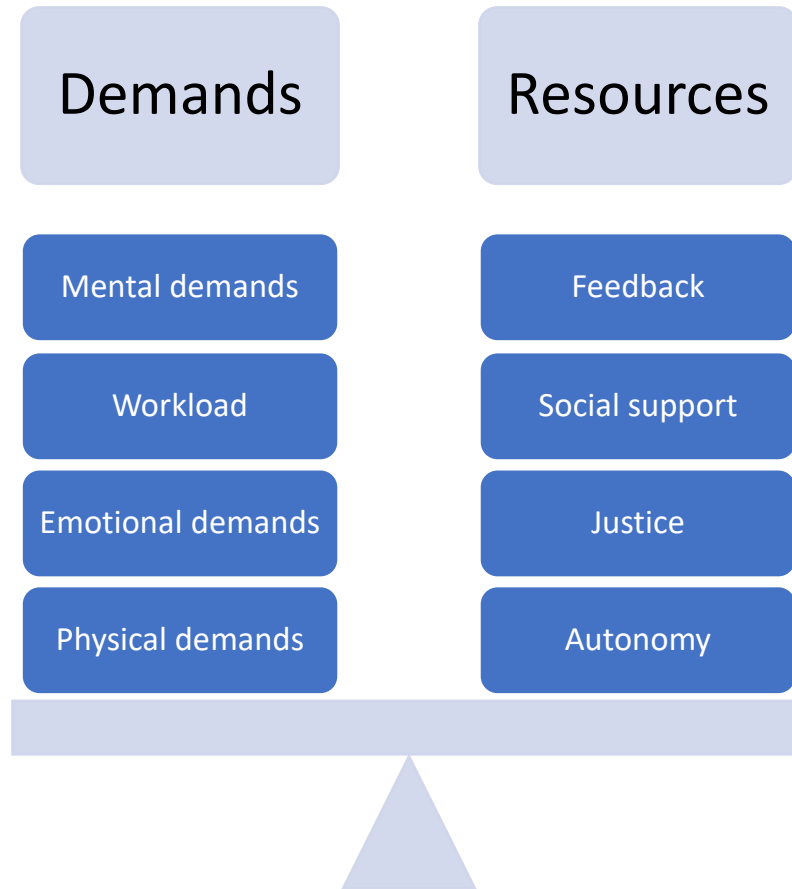 Demands
Resources
Mental demands
Feedback
Workload
Social support
Emotional demands
Justice
Physical demands
Autonomy